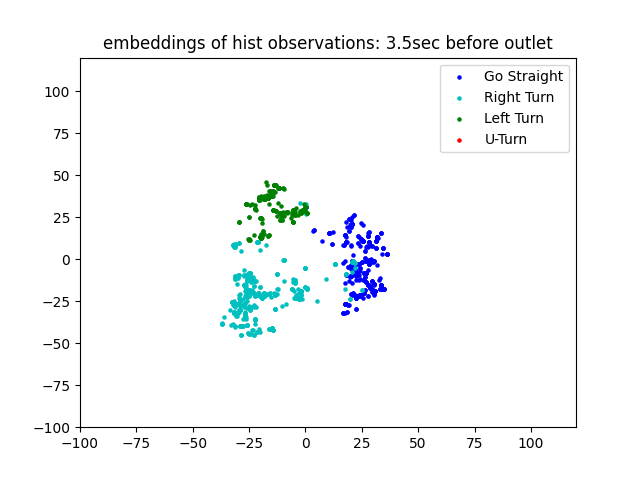 embeddings of hist observations: 3.5sec before outlet
Go Straight
Right Turn
Left Turn
U-Turn
100
75
50
25
0
−25
−50
−75
−100
−100 −75 −50 −25 0 25 50 75 100